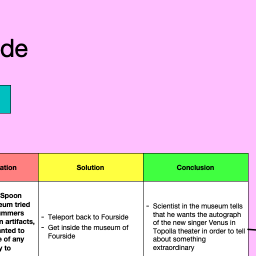 de
ation
Solution
Conclusion
Spoon
eum tried
ummers
n artifacts,
anted to
e of any
y to
- Teleport back to Fourside
- Get inside the museum of
Fourside
- Scientist in the museum tells
that he wants the autograph
of the new singer Venus in
Topolla theater in order to tell
about something
extraordinary